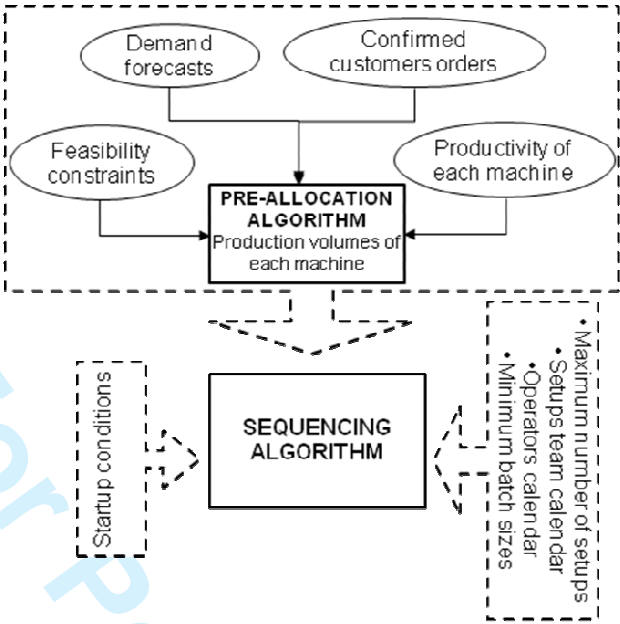 Demand
forecasts
Confirmed
customers orders
Feasibility
constraints
Productivity of
each machine
PRE-ALLOCATION
ALGORITHM
Production volumes of
each machine
Startup conditions
SEQUENCING
ALGORITHM
• Maximum number of setups
• Setups team calendar
•Operators calendar
• Minimum batch sizes
For P